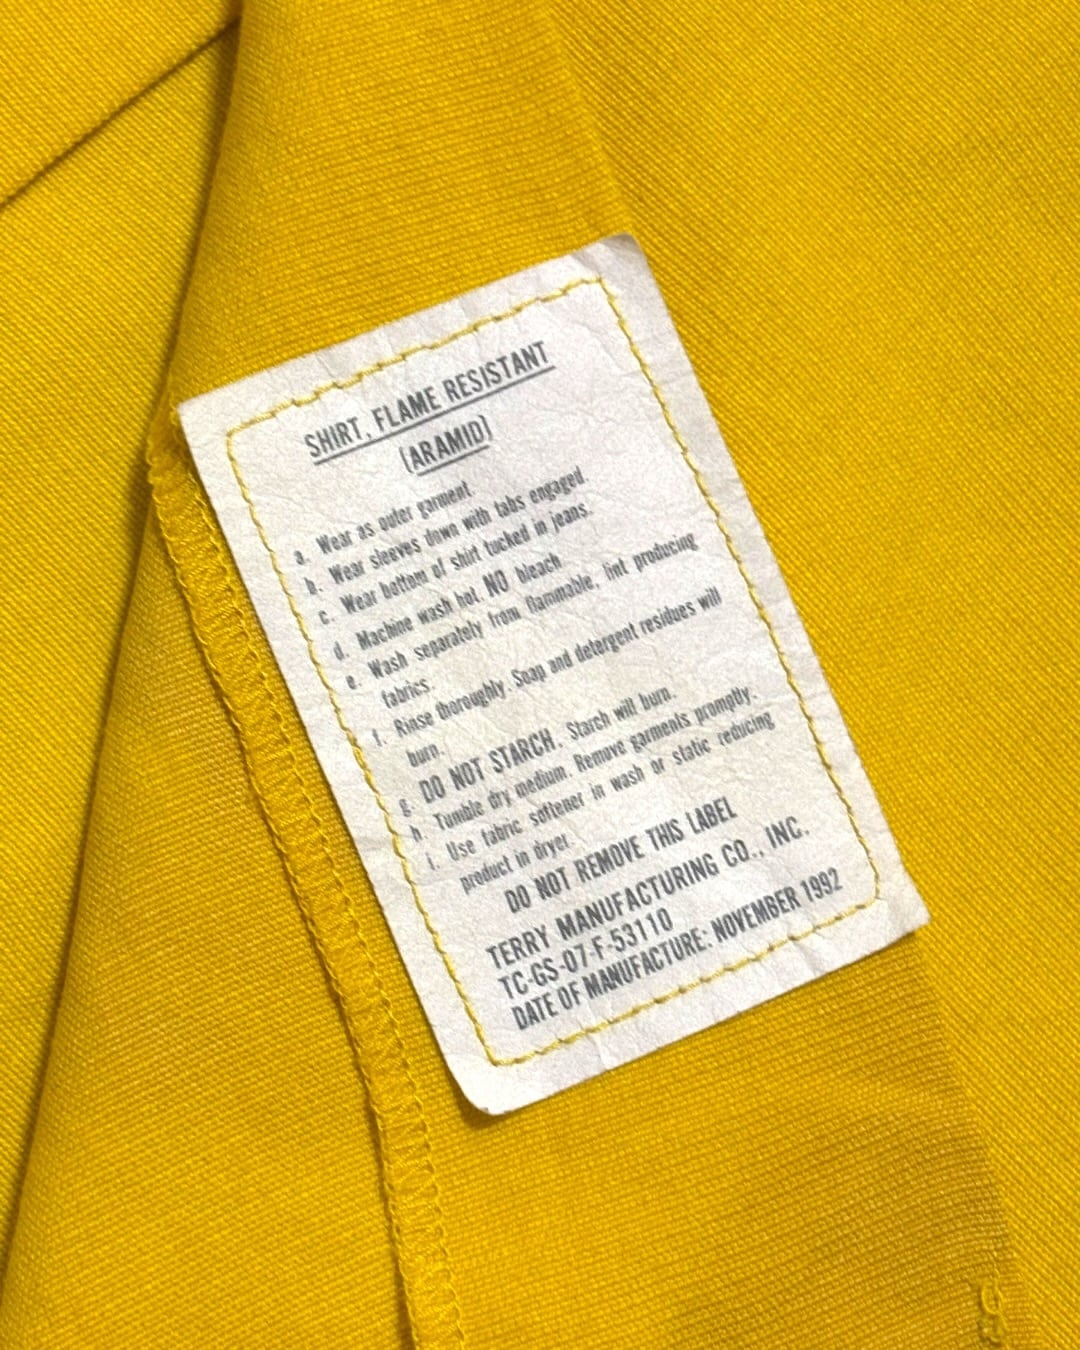 SHIRT, FLAME RESISTANT
(ARAMID)
a. Wear as outer garment.
b. Wear sleeves down with tabs engaged.
c. Wear bottom of shirt tucked in jeans.
d. Machine wash hot. NO bleach.
e. Wash separately from flammable, lint producing
fabrics.
f. Rinse thoroughly. Soap and detergent residues will
burn.
g. DO NOT STARCH. Starch will burn.
h. Tumble dry medium. Remove garments promptly.
i. Use fabric softener in wash or static reducing
product in dryer.
DO NOT REMOVE THIS LABEL
TERRY MANUFACTURING CO., INC.
TC-GS-07-F-53110
DATE OF MANUFACTURE: NOVEMBER 1992